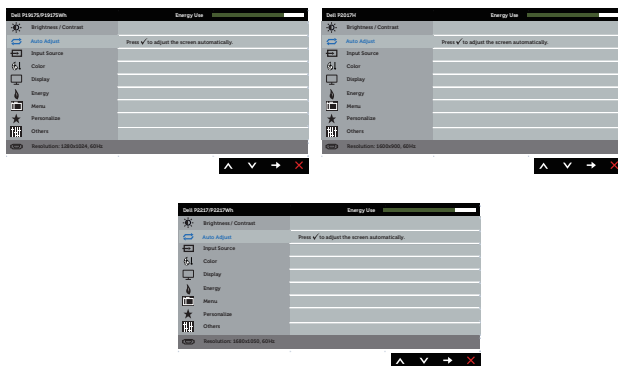 Dell P1917S/P1917SWh
Energy Use
Brightness / Contrast
Auto Adjust
Press ✓ to adjust the screen automatically.
Input Source
Color
Display
Energy
Menu
Personalize
Others
Resolution: 1280x1024, 60Hz
Dell P2017H
Energy Use
Brightness / Contrast
Auto Adjust
Press ✓ to adjust the screen automatically.
Input Source
Color
Display
Energy
Menu
Personalize
Others
Resolution: 1600x900, 60Hz
Dell P2217/P2217Wh
Energy Use
Brightness / Contrast
Auto Adjust
Press ✓ to adjust the screen automatically.
Input Source
Color
Display
Energy
Menu
Personalize
Others
Resolution: 1680x1050, 60Hz